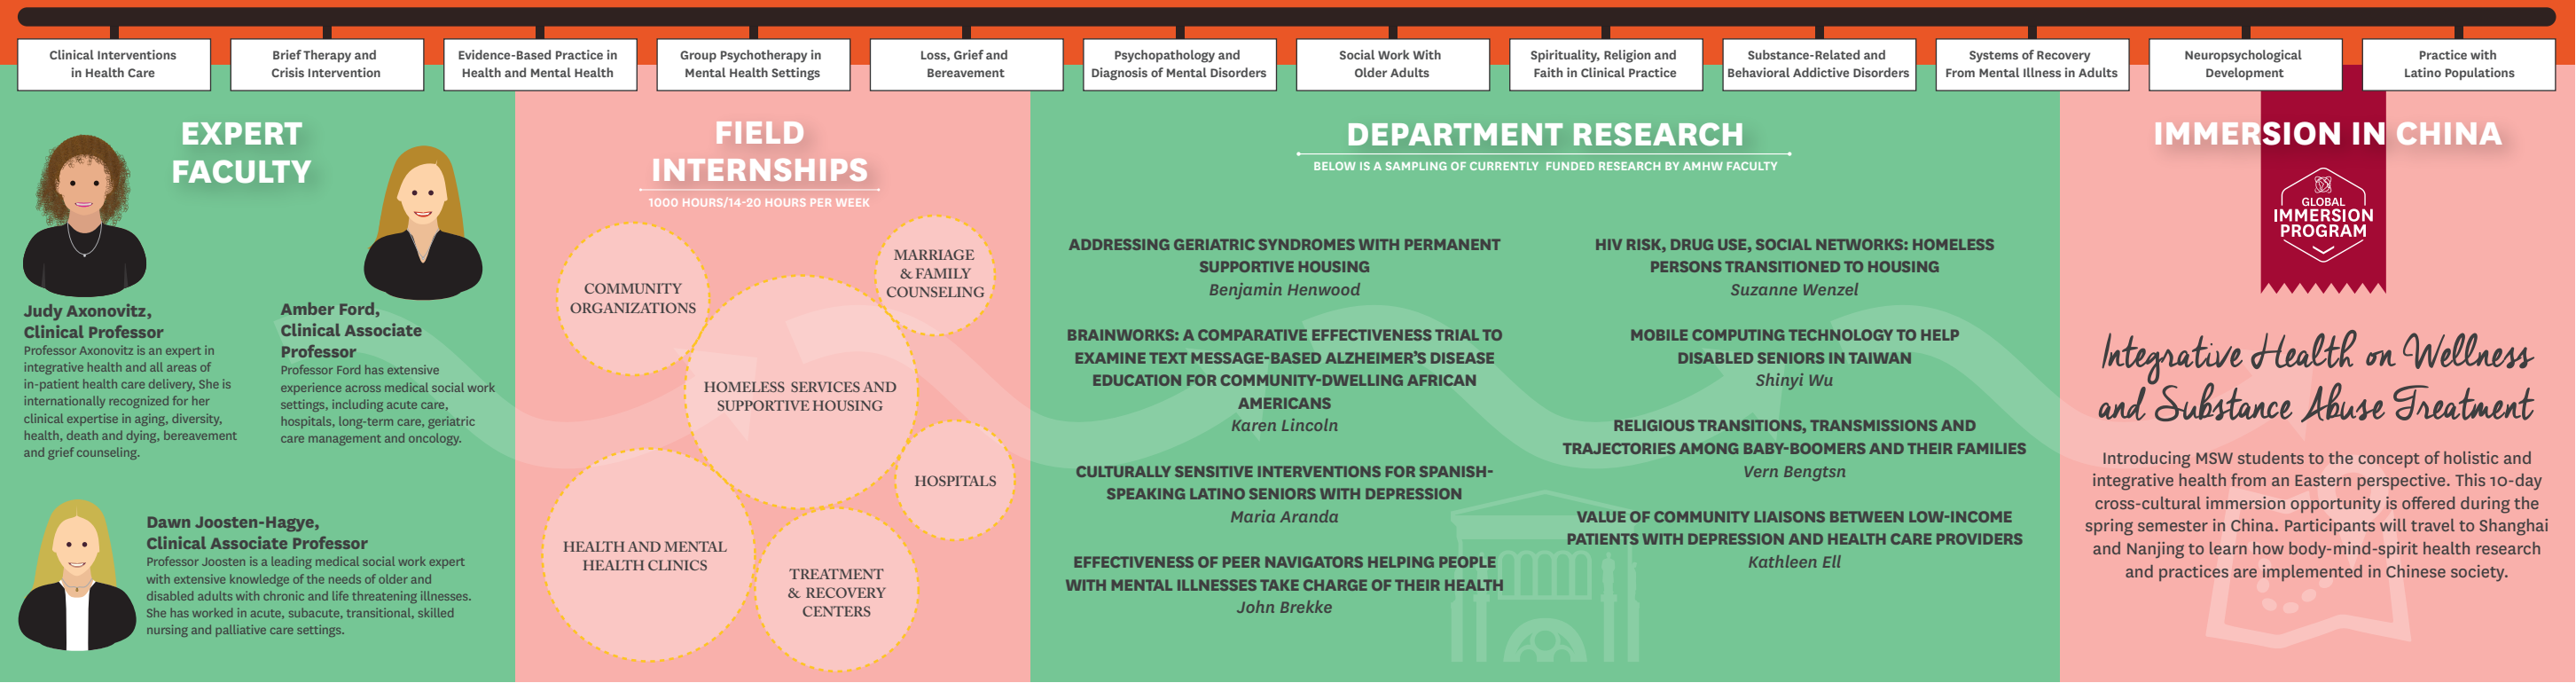 Clinical Interventions
in Health Care
Brief Therapy and
Crisis Intervention
Evidence-Based Practice in
Health and Mental Health
Group Psychotherapy in
Mental Health Settings
Loss, Grief and
Bereavement
Psychopathology and
Diagnosis of Mental Disorders
Social Work With
Older Adults
Spirituality, Religion and
Faith in Clinical Practice
Substance-Related and
Behavioral Addictive Disorders
Systems of Recovery
From Mental Illness in Adults
Neuropsychological
Development
Practice with
Latino Populations
EXPERT
FACULTY
Judy Axonovitz,
Clinical Professor
Professor Axonovitz is an expert in
integrative health and all areas of
in-patient health care delivery, She is
internationally recognized for her
clinical expertise in aging, diversity,
health, death and dying, bereavement
and grief counseling.
Amber Ford,
Clinical Associate
Professor
Professor Ford has extensive
experience across medical social work
settings, including acute care,
hospitals, long-term care, geriatric
care management and oncology.
Dawn Joosten-Hagye,
Clinical Associate Professor
Professor Joosten is a leading medical social work expert
with extensive knowledge of the needs of older and
disabled adults with chronic and life threatening illnesses.
She has worked in acute, subacute, transitional, skilled
nursing and palliative care settings.
FIELD
INTERNSHIPS
1000 HOURS/14-20 HOURS PER WEEK
COMMUNITY
ORGANIZATIONS
MARRIAGE
& FAMILY
COUNSELING
HOMELESS SERVICES AND
SUPPORTIVE HOUSING
HOSPITALS
HEALTH AND MENTAL
HEALTH CLINICS
TREATMENT
& RECOVERY
CENTERS
DEPARTMENT RESEARCH
BELOW IS A SAMPLING OF CURRENTLY FUNDED RESEARCH BY AMHW FACULTY
ADDRESSING GERIATRIC SYNDROMES WITH PERMANENT
SUPPORTIVE HOUSING
Benjamin Henwood
BRAINWORKS: A COMPARATIVE EFFECTIVENESS TRIAL TO
EXAMINE TEXT MESSAGE-BASED ALZHEIMER'S DISEASE
EDUCATION FOR COMMUNITY-DWELLING AFRICAN
AMERICANS
Karen Lincoln
CULTURALLY SENSITIVE INTERVENTIONS FOR SPANISH-
SPEAKING LATINO SENIORS WITH DEPRESSION
Maria Aranda
EFFECTIVENESS OF PEER NAVIGATORS HELPING PEOPLE
WITH MENTAL ILLNESSES TAKE CHARGE OF THEIR HEALTH
John Brekke
HIV RISK, DRUG USE, SOCIAL NETWORKS: HOMELESS
PERSONS TRANSITIONED TO HOUSING
Suzanne Wenzel
MOBILE COMPUTING TECHNOLOGY TO HELP
DISABLED SENIORS IN TAIWAN
Shinyi Wu
RELIGIOUS TRANSITIONS, TRANSMISSIONS AND
TRAJECTORIES AMONG BABY-BOOMERS AND THEIR FAMILIES
Vern Bengtsn
VALUE OF COMMUNITY LIAISONS BETWEEN LOW-INCOME
PATIENTS WITH DEPRESSION AND HEALTH CARE PROVIDERS
Kathleen Ell
IMMERSION IN CHINA
GLOBAL
IMMERSION
PROGRAM
Integrative Health on Wellness
and Substance Abuse Treatment
Introducing MSW students to the concept of holistic and
integrative health from an Eastern perspective. This 10-day
cross-cultural immersion opportunity is offered during the
spring semester in China. Participants will travel to Shanghai
and Nanjing to learn how body-mind-spirit health research
and practices are implemented in Chinese society.